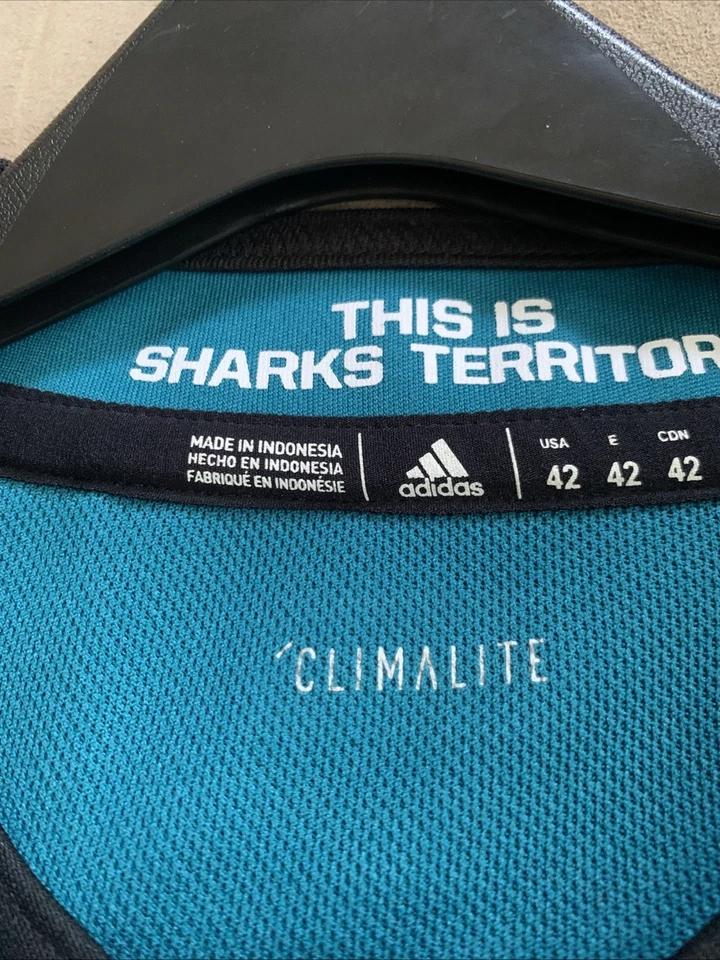 THIS IS
SHARKS TERRITOR
MADE IN INDONESIA
HECHO EN INDONESIA
FABRIQUÉ EN INDONÉSIE
adidas
USA E CDN
42 42 42
CLIMALITE